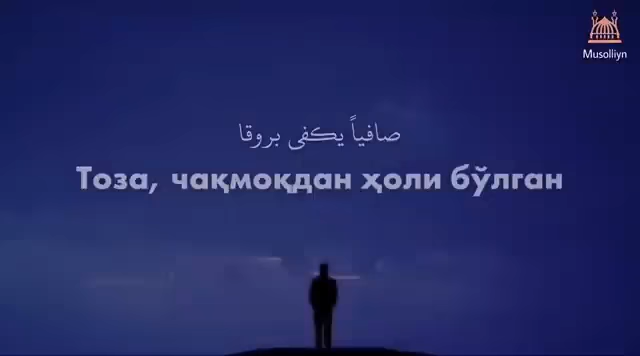 Musolliyn
صافياً يكفى بروقا
Тоза, чақмоқдан ҳоли бўлган